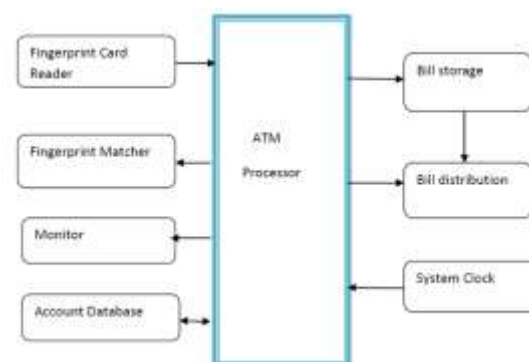 Fingerprint Card
Reader
Fingerprint Matcher
Monitor
Account Database
ATM
Processor
Bill storage
Bill distribution
System Clock